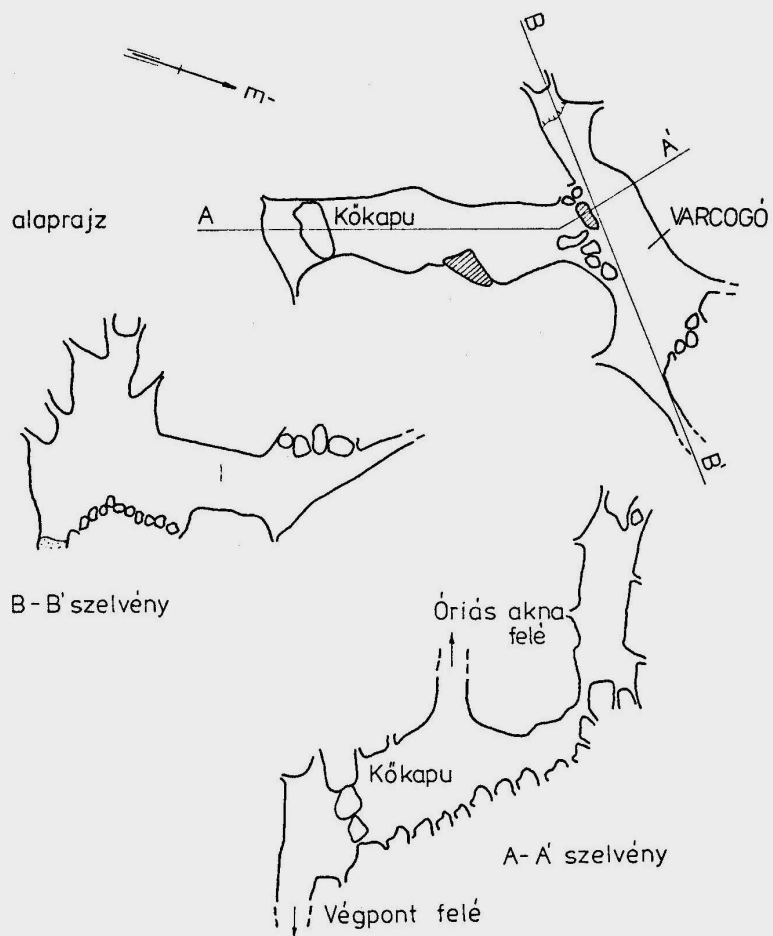 B
É
A'
alaprajz
A
Kőkapu
VARCOGÓ
B'
B-B' szelvény
Óriás akna
felé
Kőkapu
A-A' szelvény
Végpont felé